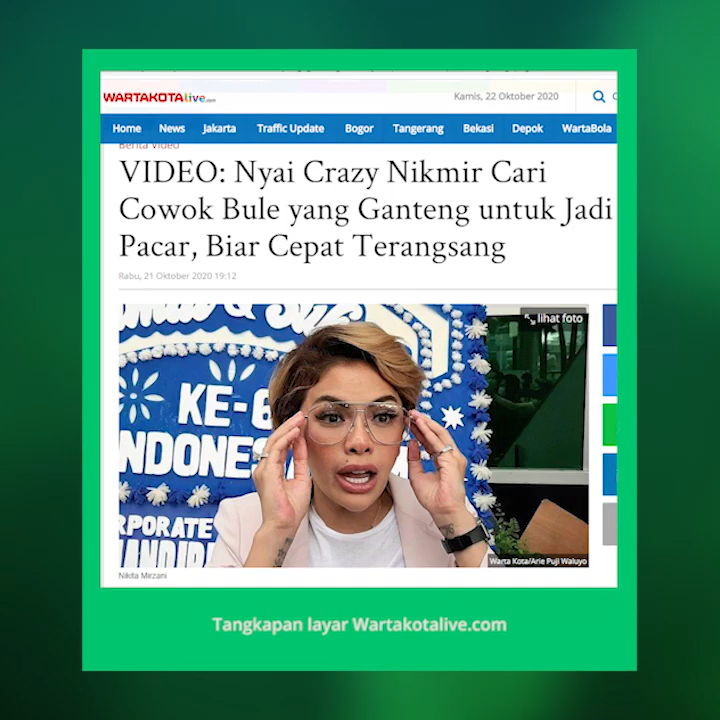 WARTAKOTAlive.com
Kamis, 22 Oktober 2020
Home News Jakarta Traffic Update Bogor Tangerang Bekasi Depok WartaBola
Berita Video
VIDEO: Nyai Crazy Nikmir Cari
Cowok Bule yang Ganteng untuk Jadi
Pacar, Biar Cepat Terangsang
Rabu, 21 Oktober 2020 19:12
lihat foto
KE-6
NDONES
RPORATE
MANDIRI
Warta Kota/Arie Puji Waluyo
Nikita Mirzani
Tangkapan layar Wartakotalive.com